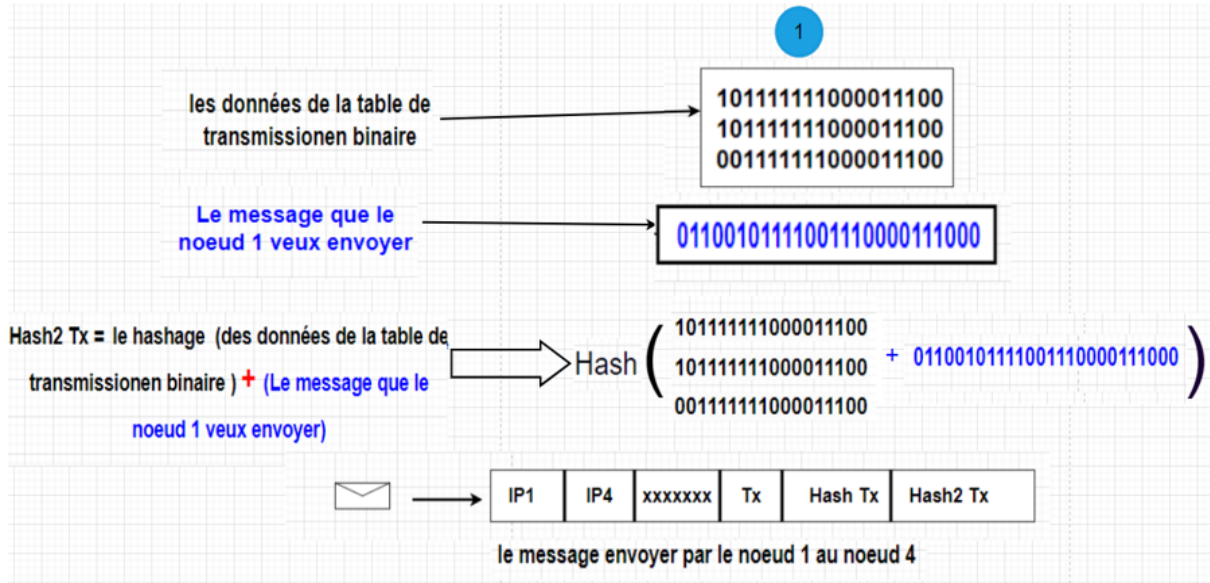 1
les données de la table de
transmissionen binaire
101111111000011100
101111111000011100
001111111000011100
Le message que le
noeud 1 veux envoyer
01100101111001110000111000
Hash2 Tx = le hashage (des données de la table de
transmissionen binaire ) + (Le message que le
noeud 1 veux envoyer)
Hash ( 101111111000011100
101111111000011100
001111111000011100
+ 01100101111001110000111000 )
IP1 IP4 xxxxxxx Tx Hash Tx Hash2 Tx
le message envoyer par le noeud 1 au noeud 4